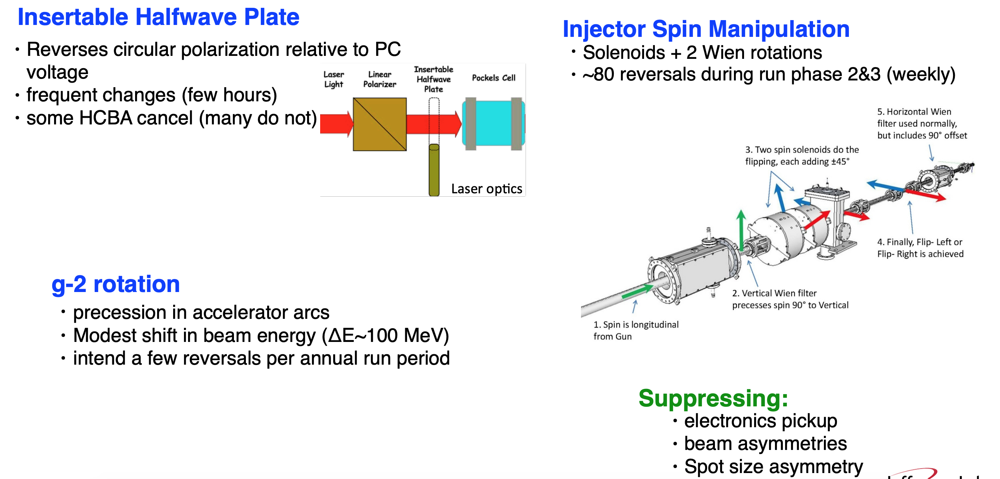 Insertable Halfwave Plate
• Reverses circular polarization relative to PC
voltage
• frequent changes (few hours)
• some HCBA cancel (many do not)
Laser
Light
Linear
Polarizer
Insertable
Halfwave
Plate
Pockels Cell
Laser optics
g-2 rotation
• precession in accelerator arcs
• Modest shift in beam energy (ΔE~100 MeV)
• intend a few reversals per annual run period
Injector Spin Manipulation
• Solenoids + 2 Wien rotations
• ~80 reversals during run phase 2&3 (weekly)
5. Horizontal Wien
filter used normally,
but includes 90° offset
3. Two spin solenoids do the
flipping, each adding ±45°
4. Finally, Flip- Left or
Flip- Right is achieved
2. Vertical Wien filter
precesses spin 90° to Vertical
1. Spin is longitudinal
from Gun
Suppressing:
• electronics pickup
• beam asymmetries
• Spot size asymmetry